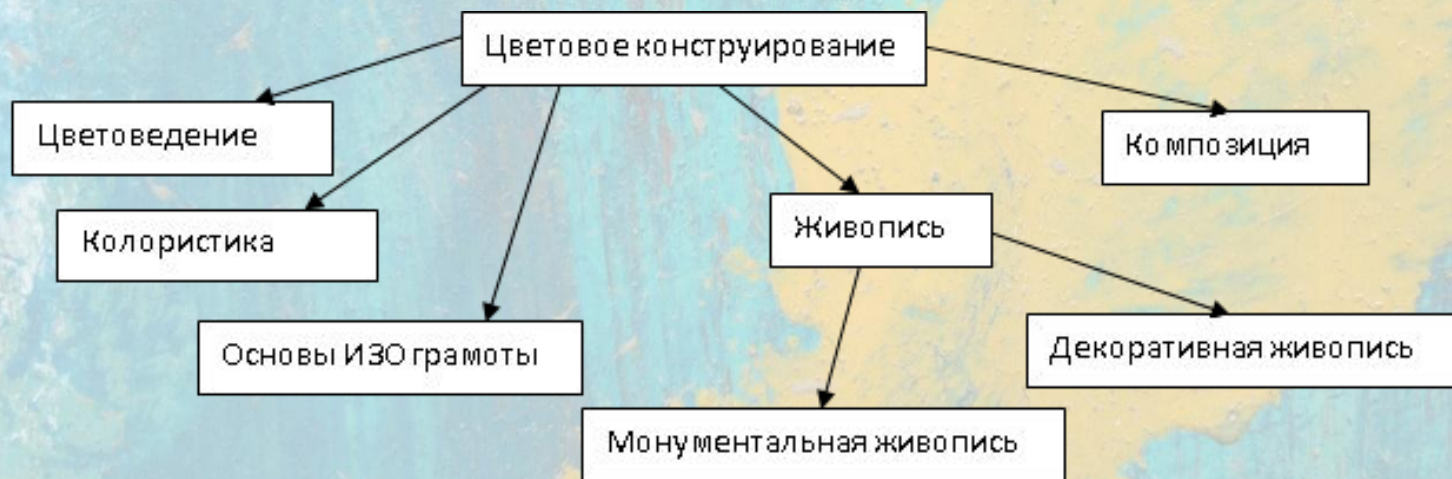 Цветовое конструирование
Цветоведение
Композиция
Колористика
Живопись
Основы ИЗО грамоты
Декоративная живопись
Монументальная живопись